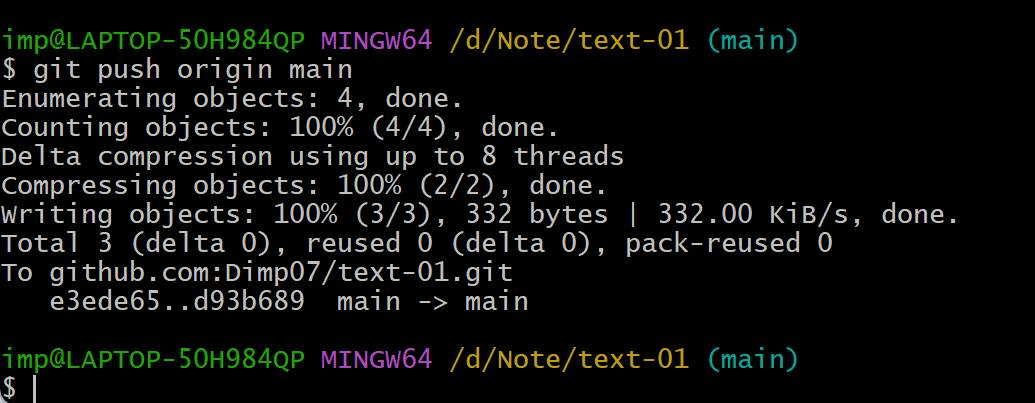 imp@LAPTOP-50H984QP MINGW64 /d/Note/text-01 (main)
$ git push origin main
Enumerating objects: 4, done.
Counting objects: 100% (4/4), done.
Delta compression using up to 8 threads
Compressing objects: 100% (2/2), done.
Writing objects: 100% (3/3), 332 bytes | 332.00 KiB/s, done.
Total 3 (delta 0), reused 0 (delta 0), pack-reused 0
To github.com:Dimp07/text-01.git
   e3ede65..d93b689  main -> main
imp@LAPTOP-50H984QP MINGW64 /d/Note/text-01 (main)
$